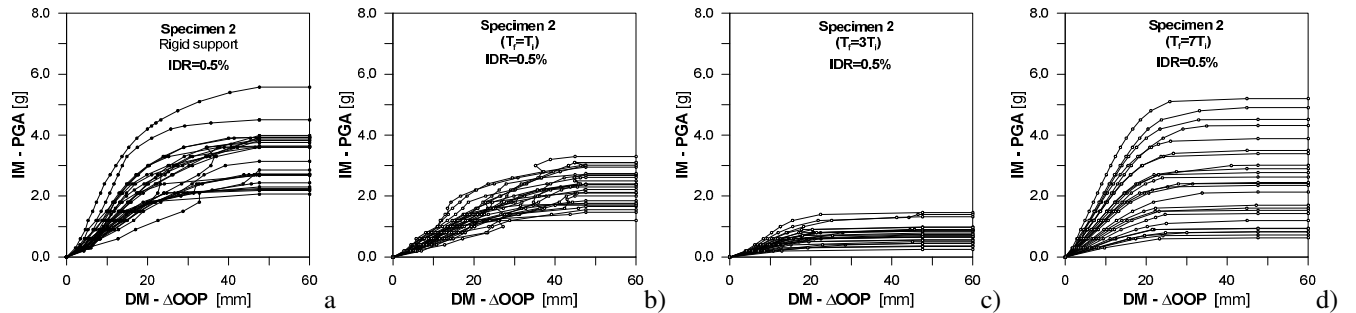 Specimen 2
Rigid support
IDR=0.5%
8.0
6.0
4.0
2.0
0.0
0
20
40
60
IM - PGA [g]
DM - ΔOOP [mm]
a
Specimen 2
(Tf=Ti)
IDR=0.5%
8.0
6.0
4.0
2.0
0.0
0
20
40
60
IM - PGA [g]
DM - ΔOOP [mm]
b)
Specimen 2
(Tf=3Ti)
IDR=0.5%
8.0
6.0
4.0
2.0
0.0
0
20
40
60
IM - PGA [g]
DM - ΔOOP [mm]
c)
Specimen 2
(Tf=7Ti)
IDR=0.5%
8.0
6.0
4.0
2.0
0.0
0
20
40
60
IM - PGA [g]
DM - ΔOOP [mm]
d)